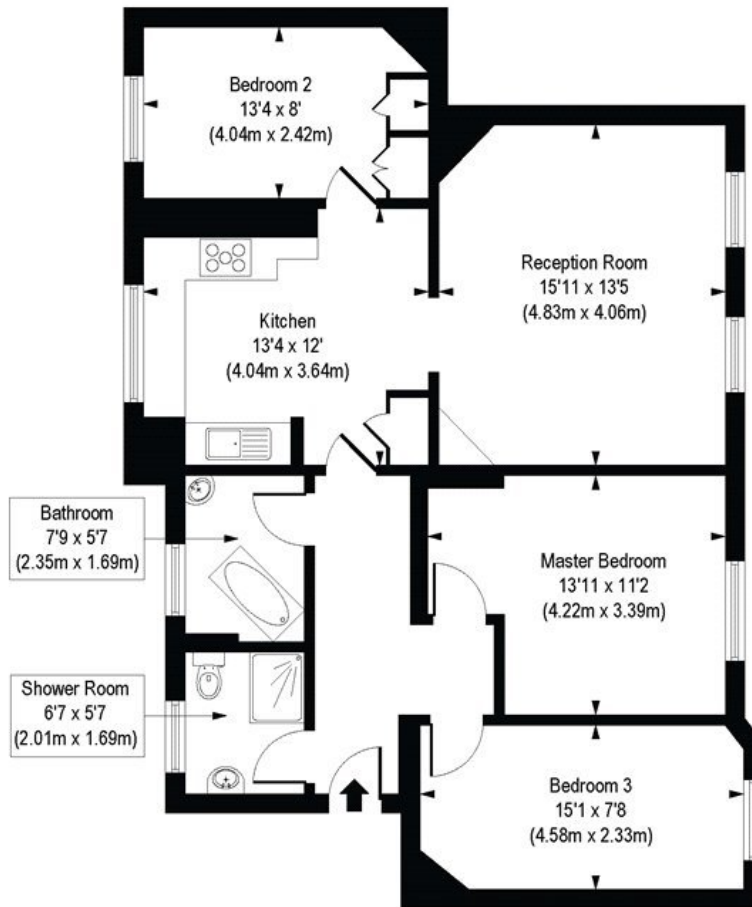 Bedroom 2
13'4 x 8'
(4.04m x 2.42m)
Reception Room
15'11 x 13'5
(4.83m x 4.06m)
Kitchen
13'4 x 12'
(4.04m x 3.64m)
Bathroom
7'9 x 5'7
(2.35m x 1.69m)
Master Bedroom
13'11 x 11'2
(4.22m x 3.39m)
Shower Room
6'7 x 5'7
(2.01m x 1.69m)
Bedroom 3
15'1 x 7'8
(4.58m x 2.33m)